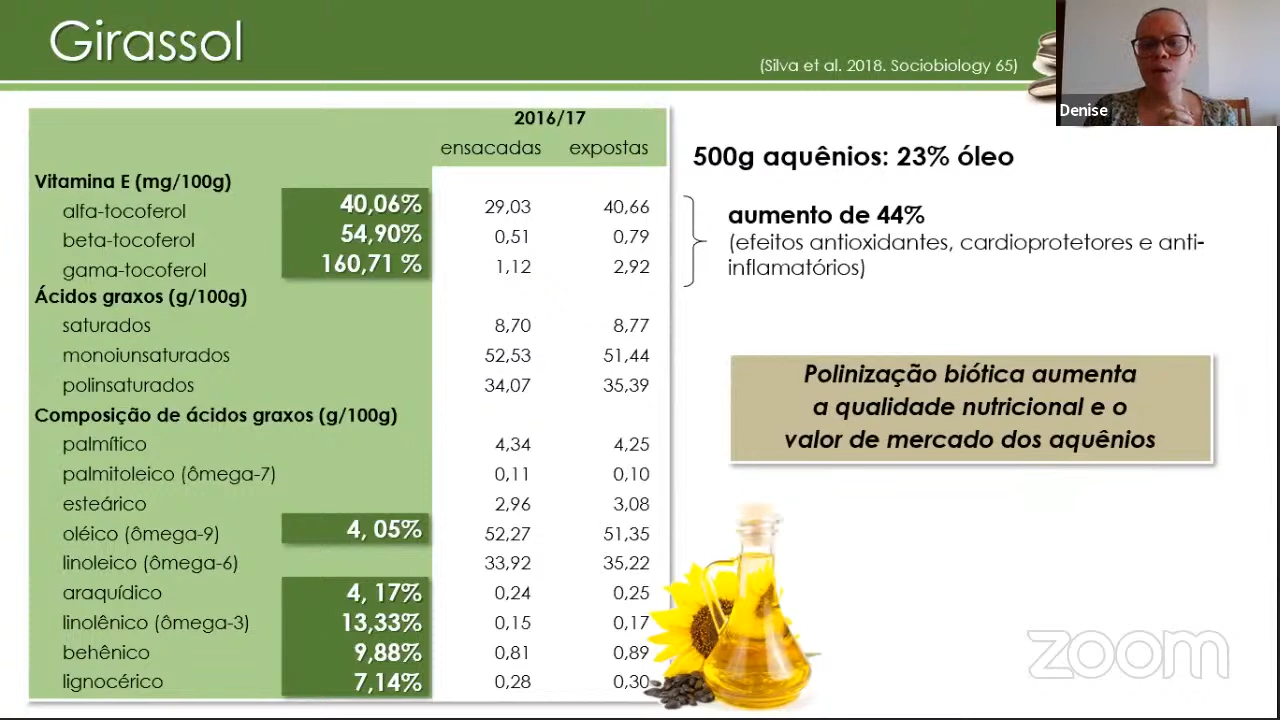 Girassol
(Silva et al. 2018. Sociobiology 65)
Denise
2016/17
ensacadas expostas
Vitamina E (mg/100g)
alfa-tocoferol 40,06% 29,03 40,66
beta-tocoferol 54,90% 0,51 0,79
gama-tocoferol 160,71 % 1,12 2,92
Ácidos graxos (g/100g)
saturados 8,70 8,77
monoiunsaturados 52,53 51,44
polinsaturados 34,07 35,39
Composição de ácidos graxos (g/100g)
palmítico 4,34 4,25
palmitoleico (ômega-7) 0,11 0,10
esteárico 2,96 3,08
oléico (ômega-9) 4, 05% 52,27 51,35
linoleico (ômega-6) 33,92 35,22
araquídico 4, 17% 0,24 0,25
linolênico (ômega-3) 13,33% 0,15 0,17
behênico 9,88% 0,81 0,89
lignocérico 7,14% 0,28 0,30
500g aquênios: 23% óleo
aumento de 44%
(efeitos antioxidantes, cardioprotetores e anti-
inflamatórios)
Polinização biótica aumenta
a qualidade nutricional e o
valor de mercado dos aquênios
zoom